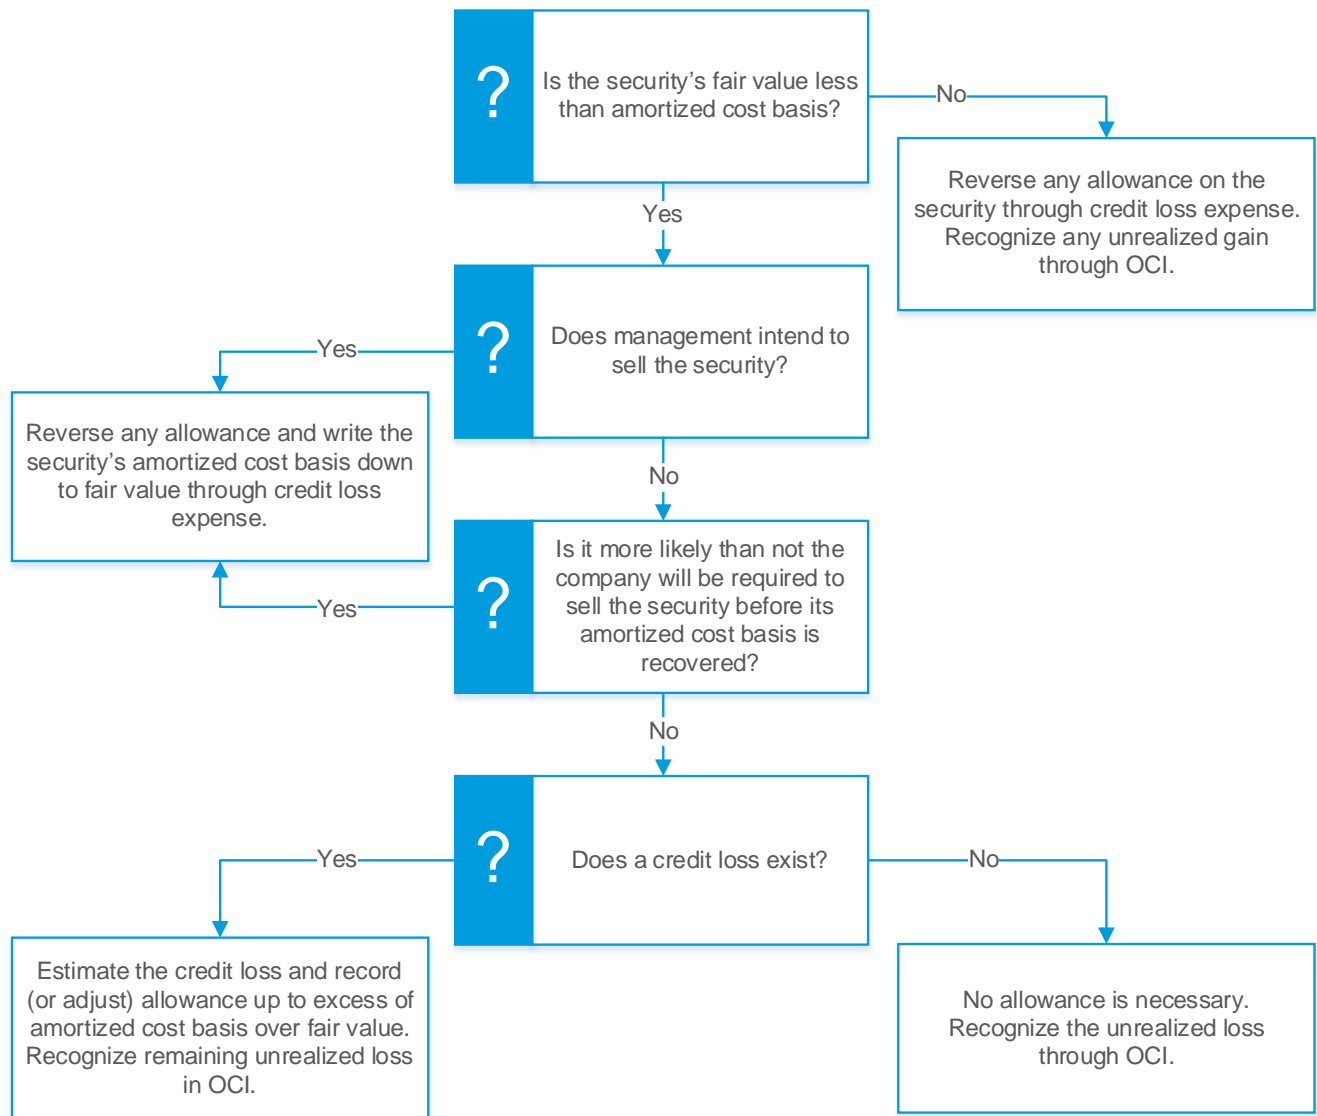 ?
Is the security’s fair value less
than amortized cost basis?
No
Reverse any allowance on the
security through credit loss expense.
Recognize any unrealized gain
through OCI.
Yes
?
Does management intend to
sell the security?
Yes
Reverse any allowance and write the
security’s amortized cost basis down
to fair value through credit loss
expense.
No
?
Is it more likely than not the
company will be required to
sell the security before its
amortized cost basis is
recovered?
Yes
No
?
Does a credit loss exist?
Yes
Estimate the credit loss and record
(or adjust) allowance up to excess of
amortized cost basis over fair value.
Recognize remaining unrealized loss
in OCI.
No
No allowance is necessary.
Recognize the unrealized loss
through OCI.